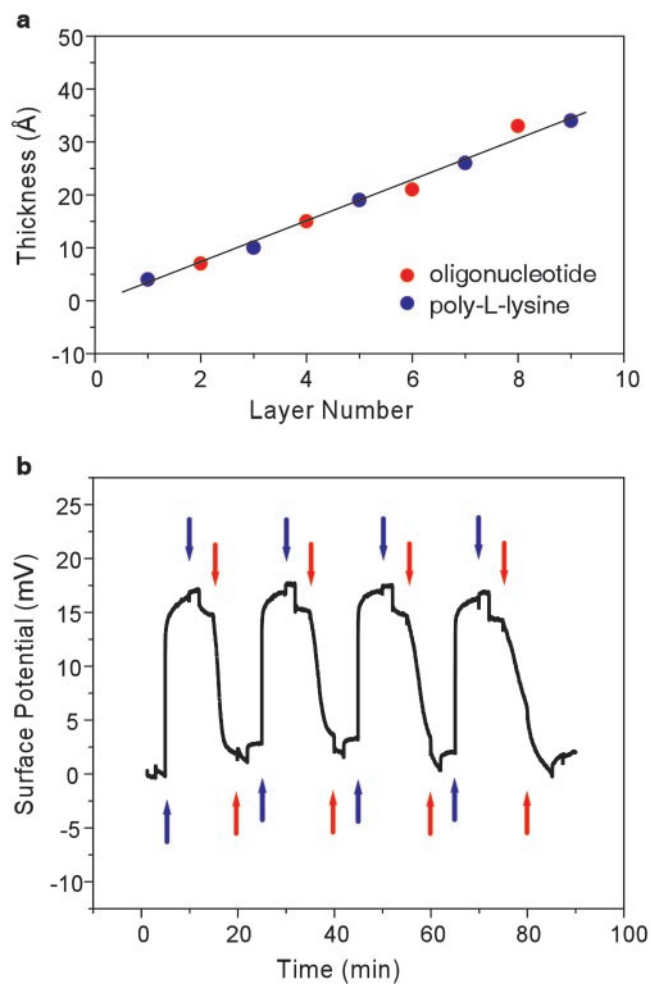 a
50
40
30
20
10
0
-10
Thickness (Å)
oligonucleotide
poly-L-lysine
0 2 4 6 8 10
Layer Number
b
25
20
15
10
5
0
-5
-10
Surface Potential (mV)
0 20 40 60 80 100
Time (min)